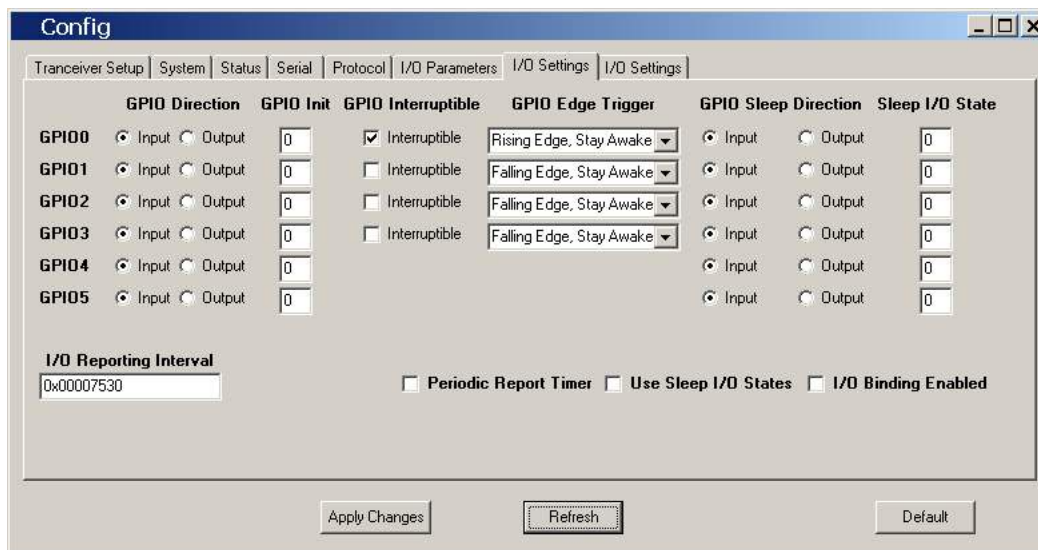 Config
Tranceiver Setup System Status Serial Protocol I/O Parameters I/O Settings I/O Settings
GPIO Direction GPIO Init GPIO Interruptible GPIO Edge Trigger GPIO Sleep Direction Sleep I/O State
GPIO0 Input Output 0 Interruptible Rising Edge, Stay Awake Input Output 0
GPIO1 Input Output 0 Interruptible Falling Edge, Stay Awake Input Output 0
GPIO2 Input Output 0 Interruptible Falling Edge, Stay Awake Input Output 0
GPIO3 Input Output 0 Interruptible Falling Edge, Stay Awake Input Output 0
GPIO4 Input Output 0 Input Output 0
GPIO5 Input Output 0 Input Output 0
I/O Reporting Interval
0x00007530 Periodic Report Timer Use Sleep I/O States I/O Binding Enabled
Apply Changes Refresh Default